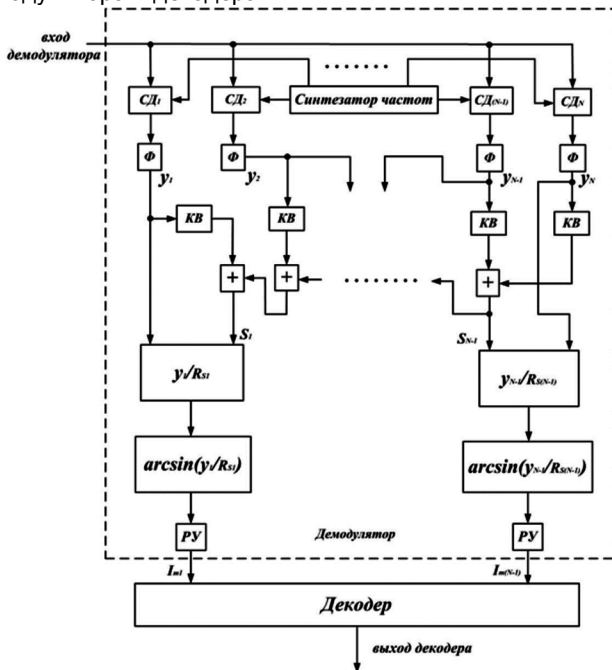 вход
демодулятора
СД1
СД2
Синтезатор частот
СД(N-1)
СДN
Ф
Ф
Ф
Ф
y1
y2
yN-1
yN
КВ
КВ
КВ
КВ
+
+
+
S1
SN-1
y1/RS1
yN-1/RS(N-1)
arcsin(y1/RS1)
arcsin(yN-1/RS(N-1))
РУ
Демодулятор
РУ
Im1
Im(N-1)
Декодер
выход декодера